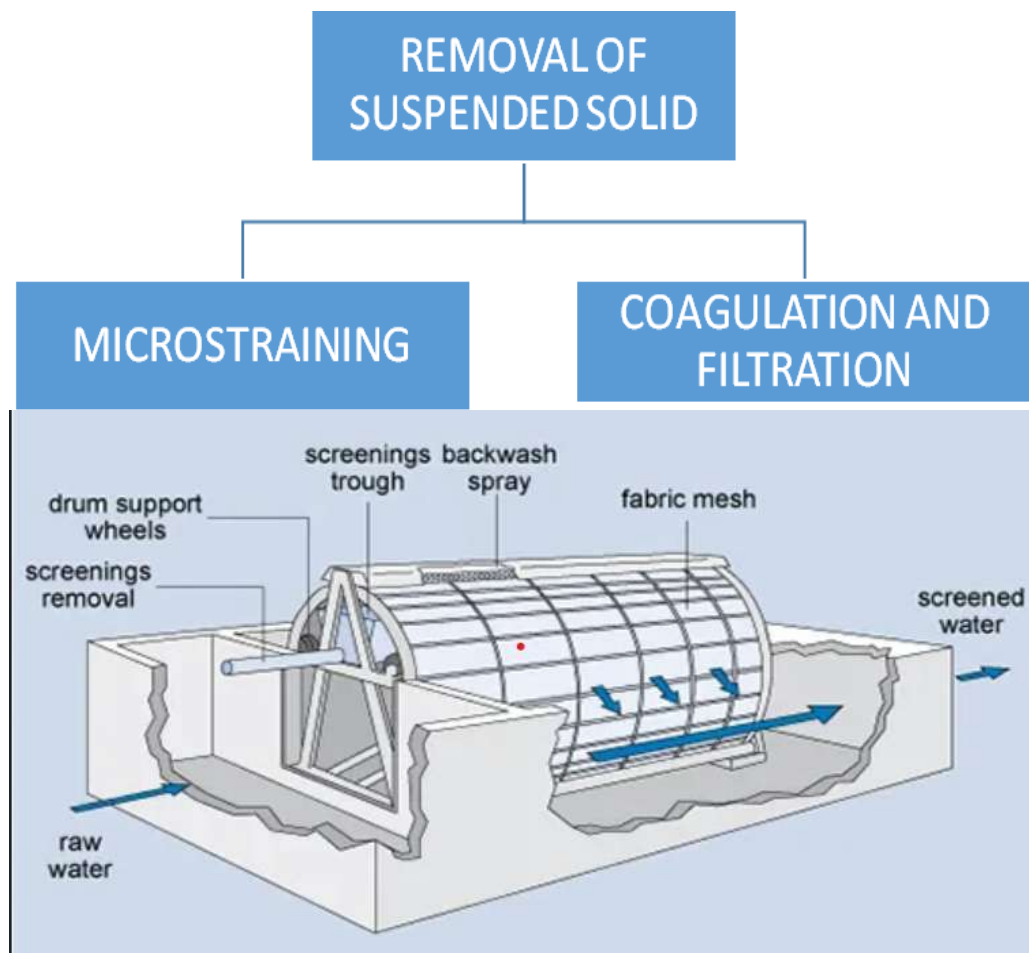 REMOVAL OF
SUSPENDED SOLID
MICROSTRAINING
COAGULATION AND
FILTRATION
screenings
trough
backwash
spray
fabric mesh
drum support
wheels
screenings
removal
screened
water
raw
water